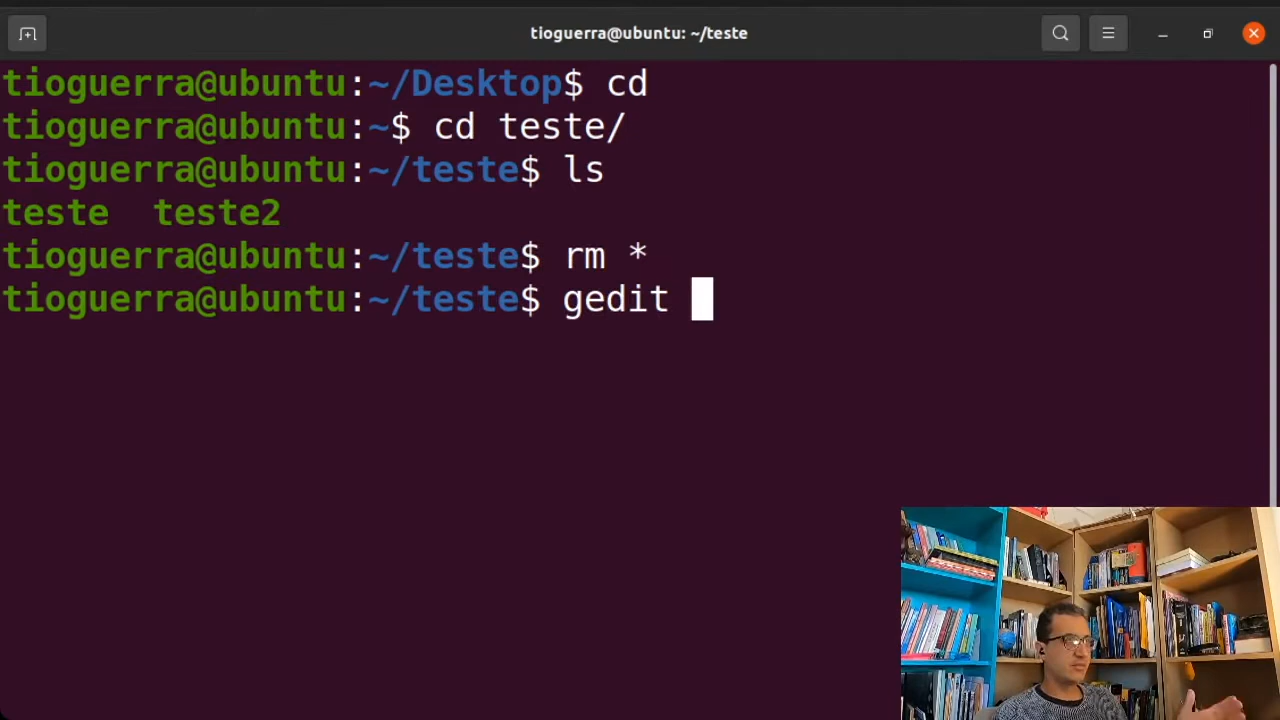 tioguerra@ubuntu: ~/teste
tioguerra@ubuntu:~/Desktop$ cd
tioguerra@ubuntu:~$ cd teste/
tioguerra@ubuntu:~/teste$ ls
teste teste2
tioguerra@ubuntu:~/teste$ rm *
tioguerra@ubuntu:~/teste$ gedit